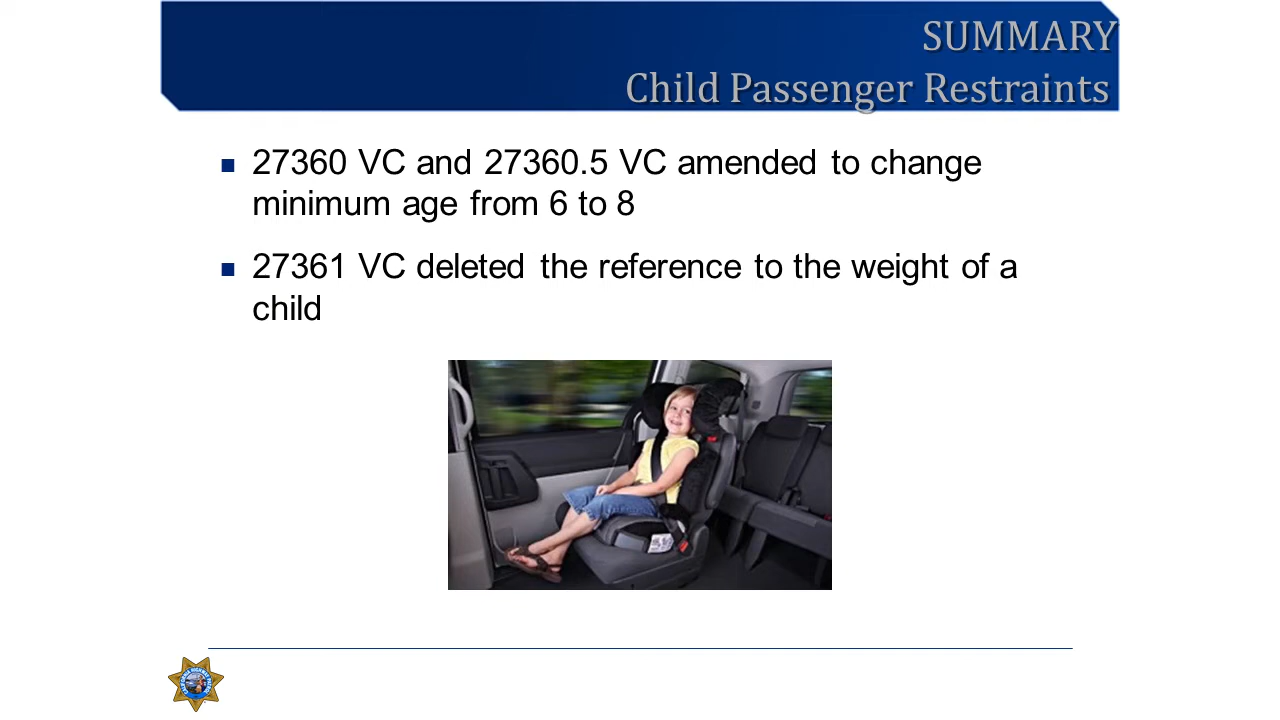 SUMMARY
Child Passenger Restraints
27360 VC and 27360.5 VC amended to change
minimum age from 6 to 8
27361 VC deleted the reference to the weight of a
child